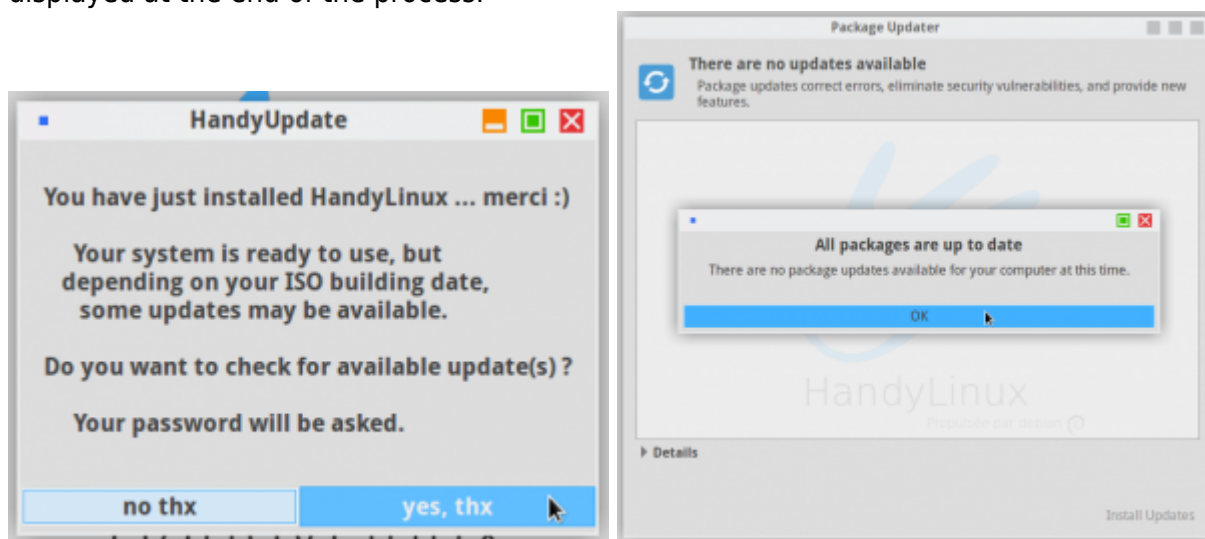 displayed at the end of the process.
HandyUpdate
You have just installed HandyLinux ... merci :)
Your system is ready to use, but
depending on your ISO building date,
some updates may be available.
Do you want to check for available update(s) ?
Your password will be asked.
no thx
yes, thx
Package Updater
There are no updates available
Package updates correct errors, eliminate security vulnerabilities, and provide new
features.
All packages are up to date
There are no package updates available for your computer at this time.
OK
HandyLinux
Details
Install Updates